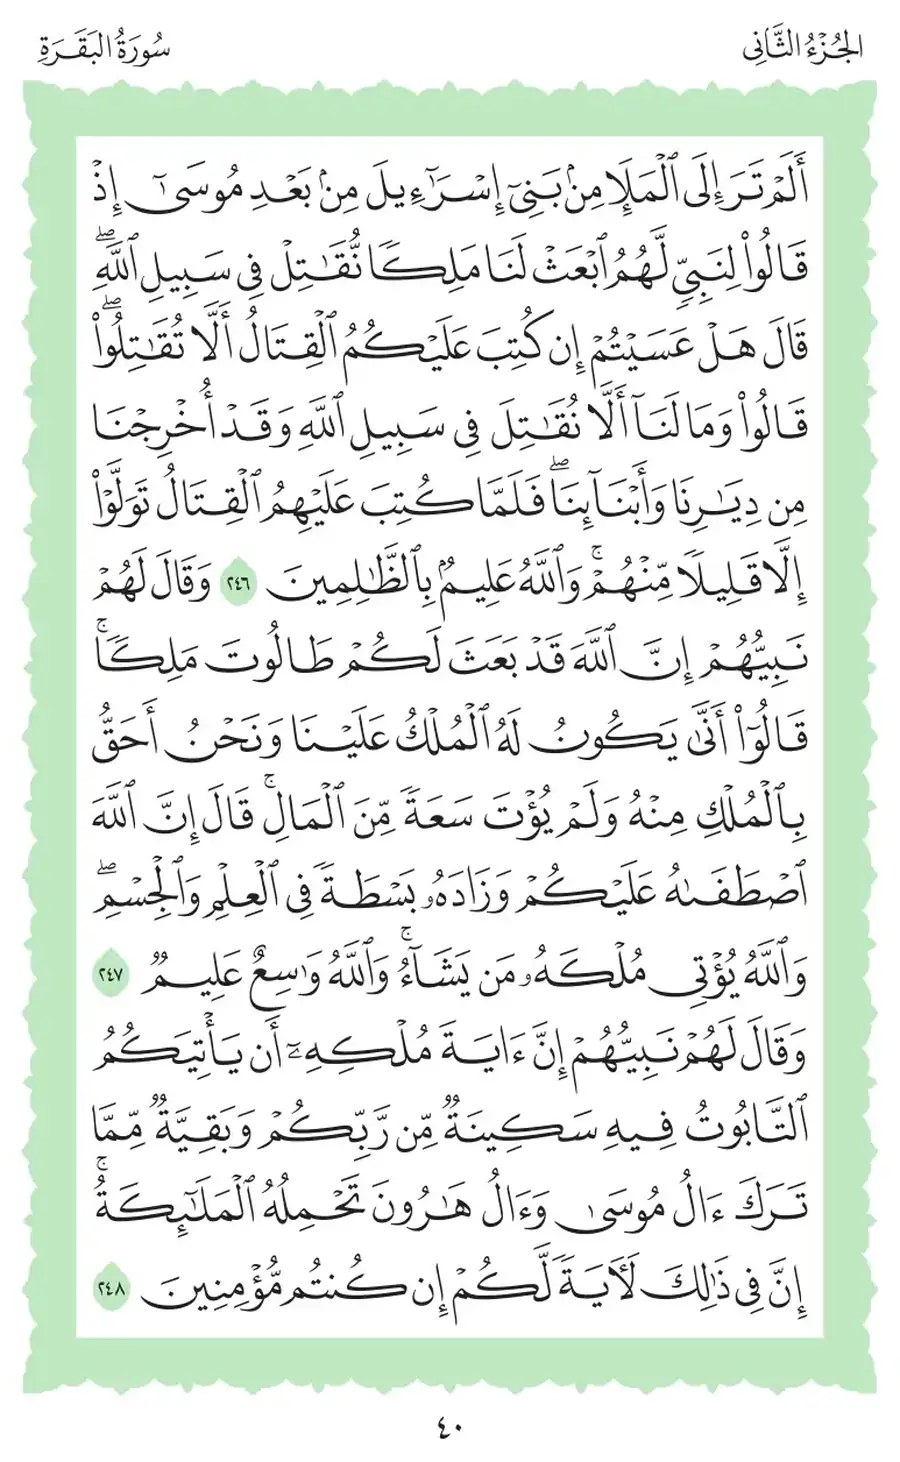 الجُزْءُ الثَّانِي
سُورَةُ البَقَرَةِ
أَلَمْ تَرَ إِلَى ٱلْمَلَإِ مِنۢ بَنِىٓ إِسْرَٰٓءِيلَ مِنۢ بَعْدِ مُوسَىٰٓ إِذْ
قَالُوا۟ لِنَبِىٍّ لَّهُمُ ٱبْعَثْ لَنَا مَلِكًا نُّقَٰتِلْ فِى سَبِيلِ ٱللَّهِ ۖ
قَالَ هَلْ عَسَيْتُمْ إِن كُتِبَ عَلَيْكُمُ ٱلْقِتَالُ أَلَّا تُقَٰتِلُوا۟ ۖ
قَالُوا۟ وَمَا لَنَآ أَلَّا نُقَٰتِلَ فِى سَبِيلِ ٱللَّهِ وَقَدْ أُخْرِجْنَا
مِن دِيَٰرِنَا وَأَبْنَآئِنَا ۖ فَلَمَّا كُتِبَ عَلَيْهِمُ ٱلْقِتَالُ تَوَلَّوْا۟
إِلَّا قَلِيلًا مِّنْهُمْ ۚ وَٱللَّهُ عَلِيمٌۢ بِٱلظَّٰلِمِينَ ٢٤٦ وَقَالَ لَهُمْ
نَبِيُّهُمْ إِنَّ ٱللَّهَ قَدْ بَعَثَ لَكُمْ طَالُوتَ مَلِكًا ۚ
قَالُوٓا۟ أَنَّىٰ يَكُونُ لَهُ ٱلْمُلْكُ عَلَيْنَا وَنَحْنُ أَحَقُّ
بِٱلْمُلْكِ مِنْهُ وَلَمْ يُؤْتَ سَعَةً مِّنَ ٱلْمَالِ ۚ قَالَ إِنَّ ٱللَّهَ
ٱصْطَفَىٰهُ عَلَيْكُمْ وَزَادَهُۥ بَسْطَةً فِى ٱلْعِلْمِ وَٱلْجِسْمِ ۖ
وَٱللَّهُ يُؤْتِى مُلْكَهُۥ مَن يَشَآءُ ۚ وَٱللَّهُ وَٰسِعٌ عَلِيمٌ ٢٤٧
وَقَالَ لَهُمْ نَبِيُّهُمْ إِنَّ ءَايَةَ مُلْكِهِۦٓ أَن يَأْتِيَكُمُ
ٱلتَّابُوتُ فِيهِ سَكِينَةٌ مِّن رَّبِّكُمْ وَبَقِيَّةٌ مِّمَّا
تَرَكَ ءَالُ مُوسَىٰ وَءَالُ هَٰرُونَ تَحْمِلُهُ ٱلْمَلَٰٓئِكَةُ ۚ
إِنَّ فِى ذَٰلِكَ لَءَايَةً لَّكُمْ إِن كُنتُم مُّؤْمِنِينَ ٢٤٨
٤٠